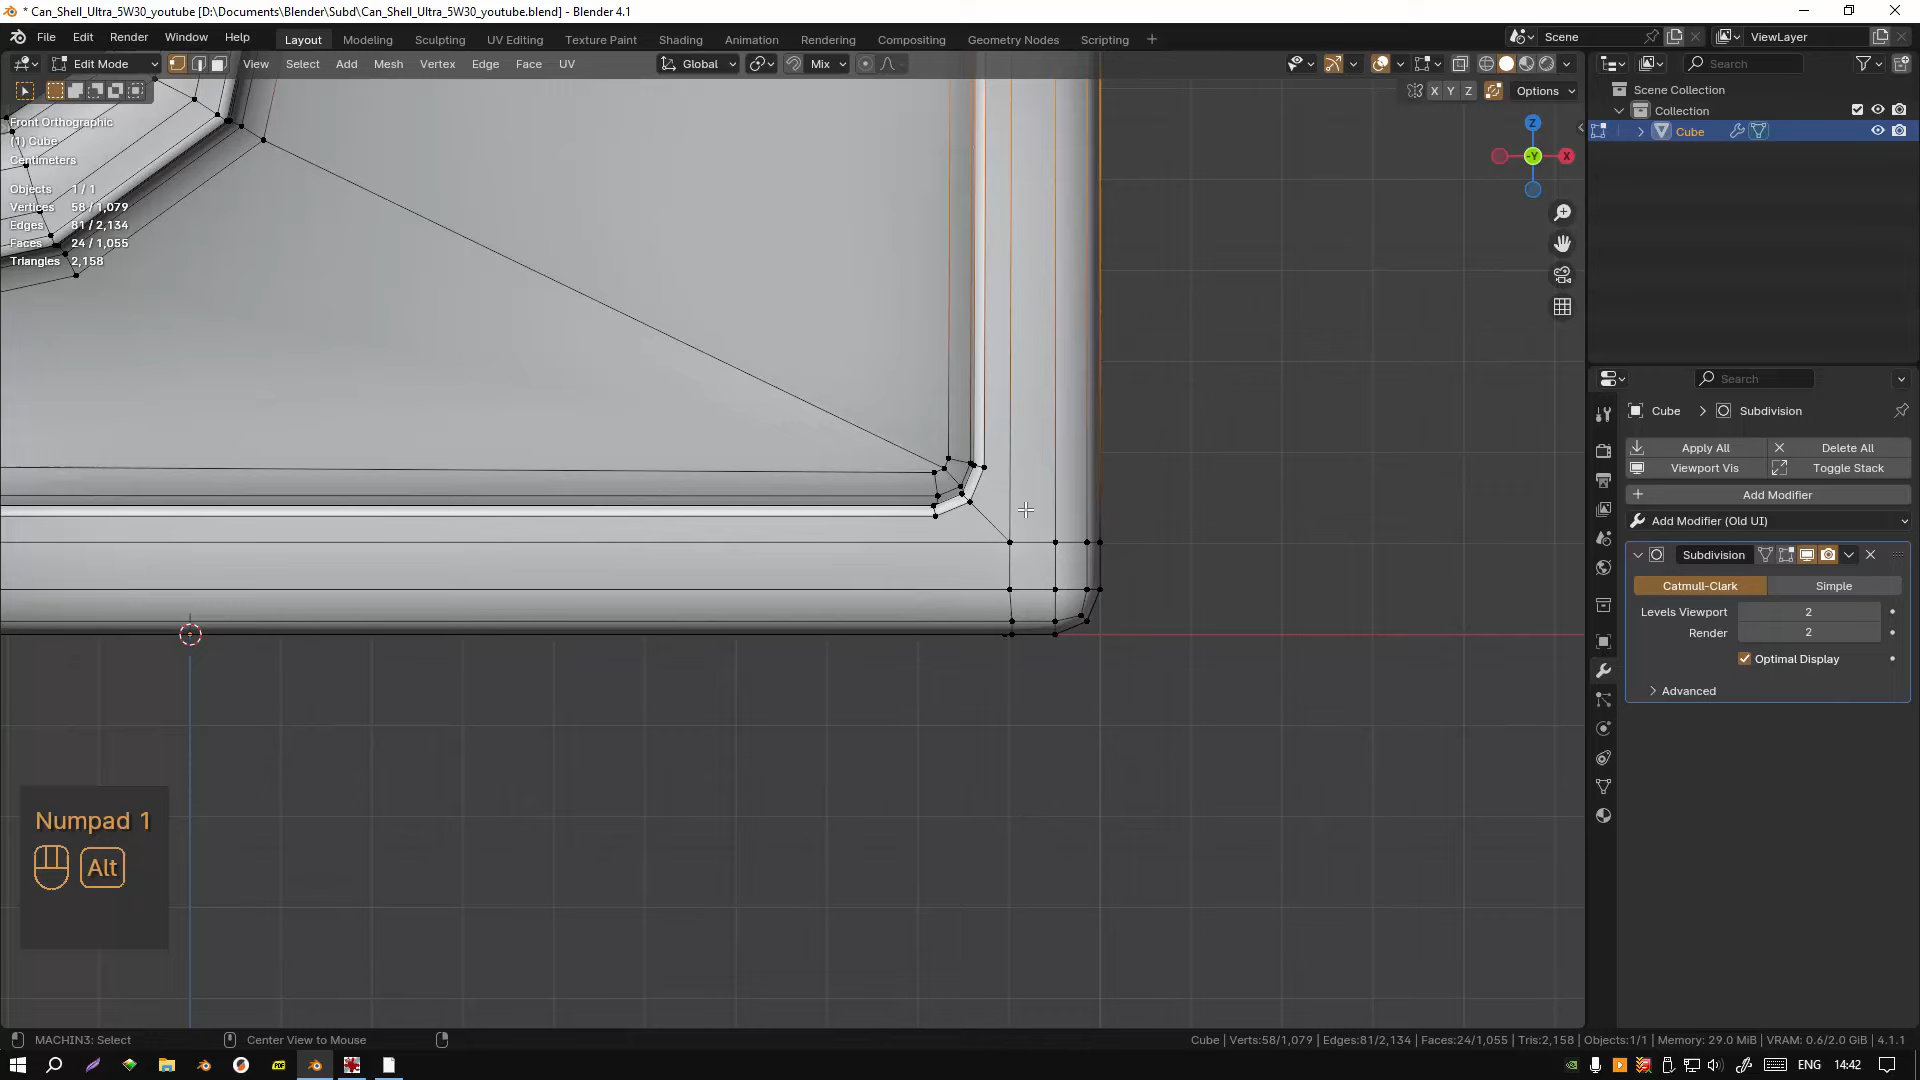 * Can_Shell_Ultra_5W30_youtube [D:\Documents\Blender\Subd\Can_Shell_Ultra_5W30_youtube.blend] - Blender 4.1
File Edit Render Window Help Layout Modeling Sculpting UV Editing Texture Paint Shading Animation Rendering Compositing Geometry Nodes Scripting + Scene ViewLayer
Edit Mode View Select Add Mesh Vertex Edge Face UV Global Mix Search
X Y Z Options
Scene Collection
Collection
Cube
Front Orthographic
(1) Cube
Centimeters
Objects 1 / 1
Vertices 58 / 1,079
Edges 81 / 2,134
Faces 24 / 1,055
Triangles 2,158
Z
-Y X
Search
Cube > Subdivision
Apply All Delete All
Viewport Vis Toggle Stack
Add Modifier
Add Modifier (Old UI)
Subdivision
Catmull-Clark Simple
Levels Viewport 2
Render 2
Optimal Display
Advanced
Numpad 1
Alt
MACHIN3: Select Center View to Mouse Cube | Verts:58/1,079 | Edges:81/2,134 | Faces:24/1,055 | Tris:2,158 | Objects:1/1 | Memory: 29.0 MiB | VRAM: 0.6/2.0 GiB | 4.1.1
ENG 14:42